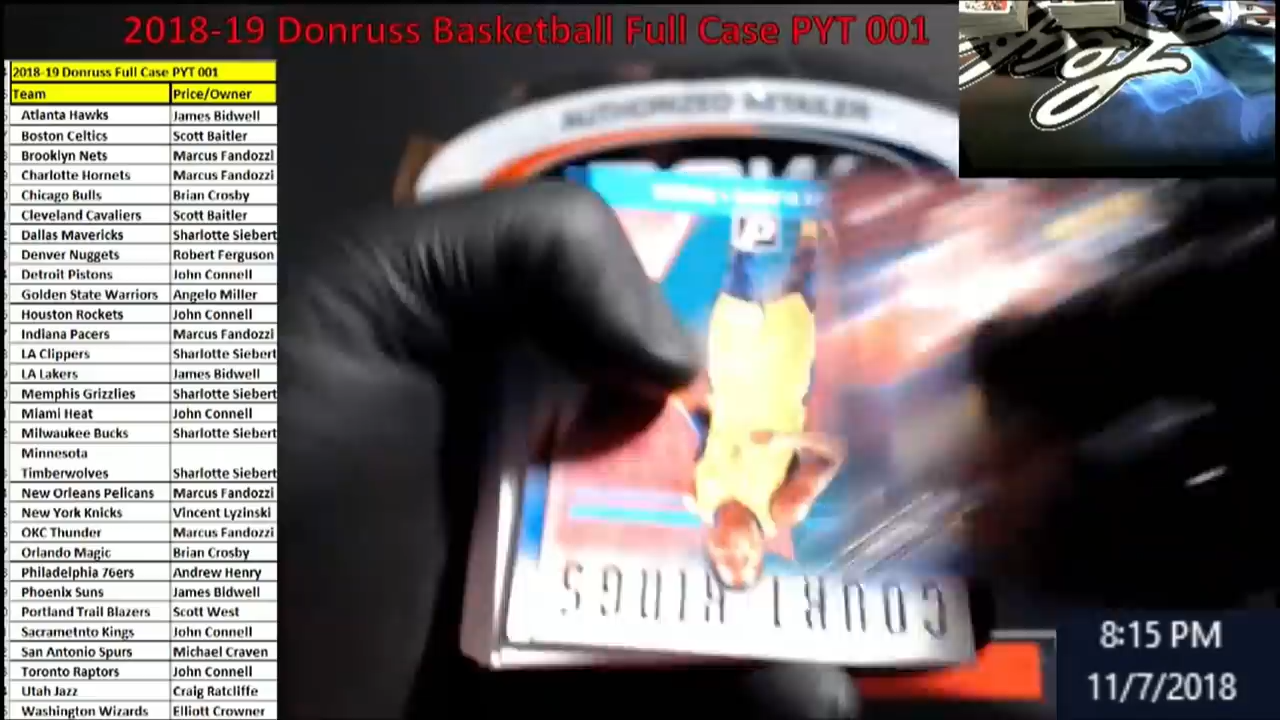 2018-19 Donruss Basketball Full Case PYT 001
2018-19 Donruss Full Case PYT 001
Team Price/Owner
Atlanta Hawks James Bidwell
Boston Celtics Scott Baitler
Brooklyn Nets Marcus Fandozzi
Charlotte Hornets Marcus Fandozzi
Chicago Bulls Brian Crosby
Cleveland Cavaliers Scott Baitler
Dallas Mavericks Sharlotte Siebert
Denver Nuggets Robert Ferguson
Detroit Pistons John Connell
Golden State Warriors Angelo Miller
Houston Rockets John Connell
Indiana Pacers Marcus Fandozzi
LA Clippers Sharlotte Siebert
LA Lakers James Bidwell
Memphis Grizzlies Sharlotte Siebert
Miami Heat John Connell
Milwaukee Bucks Sharlotte Siebert
Minnesota
Timberwolves Sharlotte Siebert
New Orleans Pelicans Marcus Fandozzi
New York Knicks Vincent Lyzinski
OKC Thunder Marcus Fandozzi
Orlando Magic Brian Crosby
Philadelphia 76ers Andrew Henry
Phoenix Suns James Bidwell
Portland Trail Blazers Scott West
Sacrametnto Kings John Connell
San Antonio Spurs Michael Craven
Toronto Raptors John Connell
Utah Jazz Craig Ratcliffe
Washington Wizards Elliott Crowner
AUTHORIZED RETAILER
COURT KINGS
8:15 PM
11/7/2018